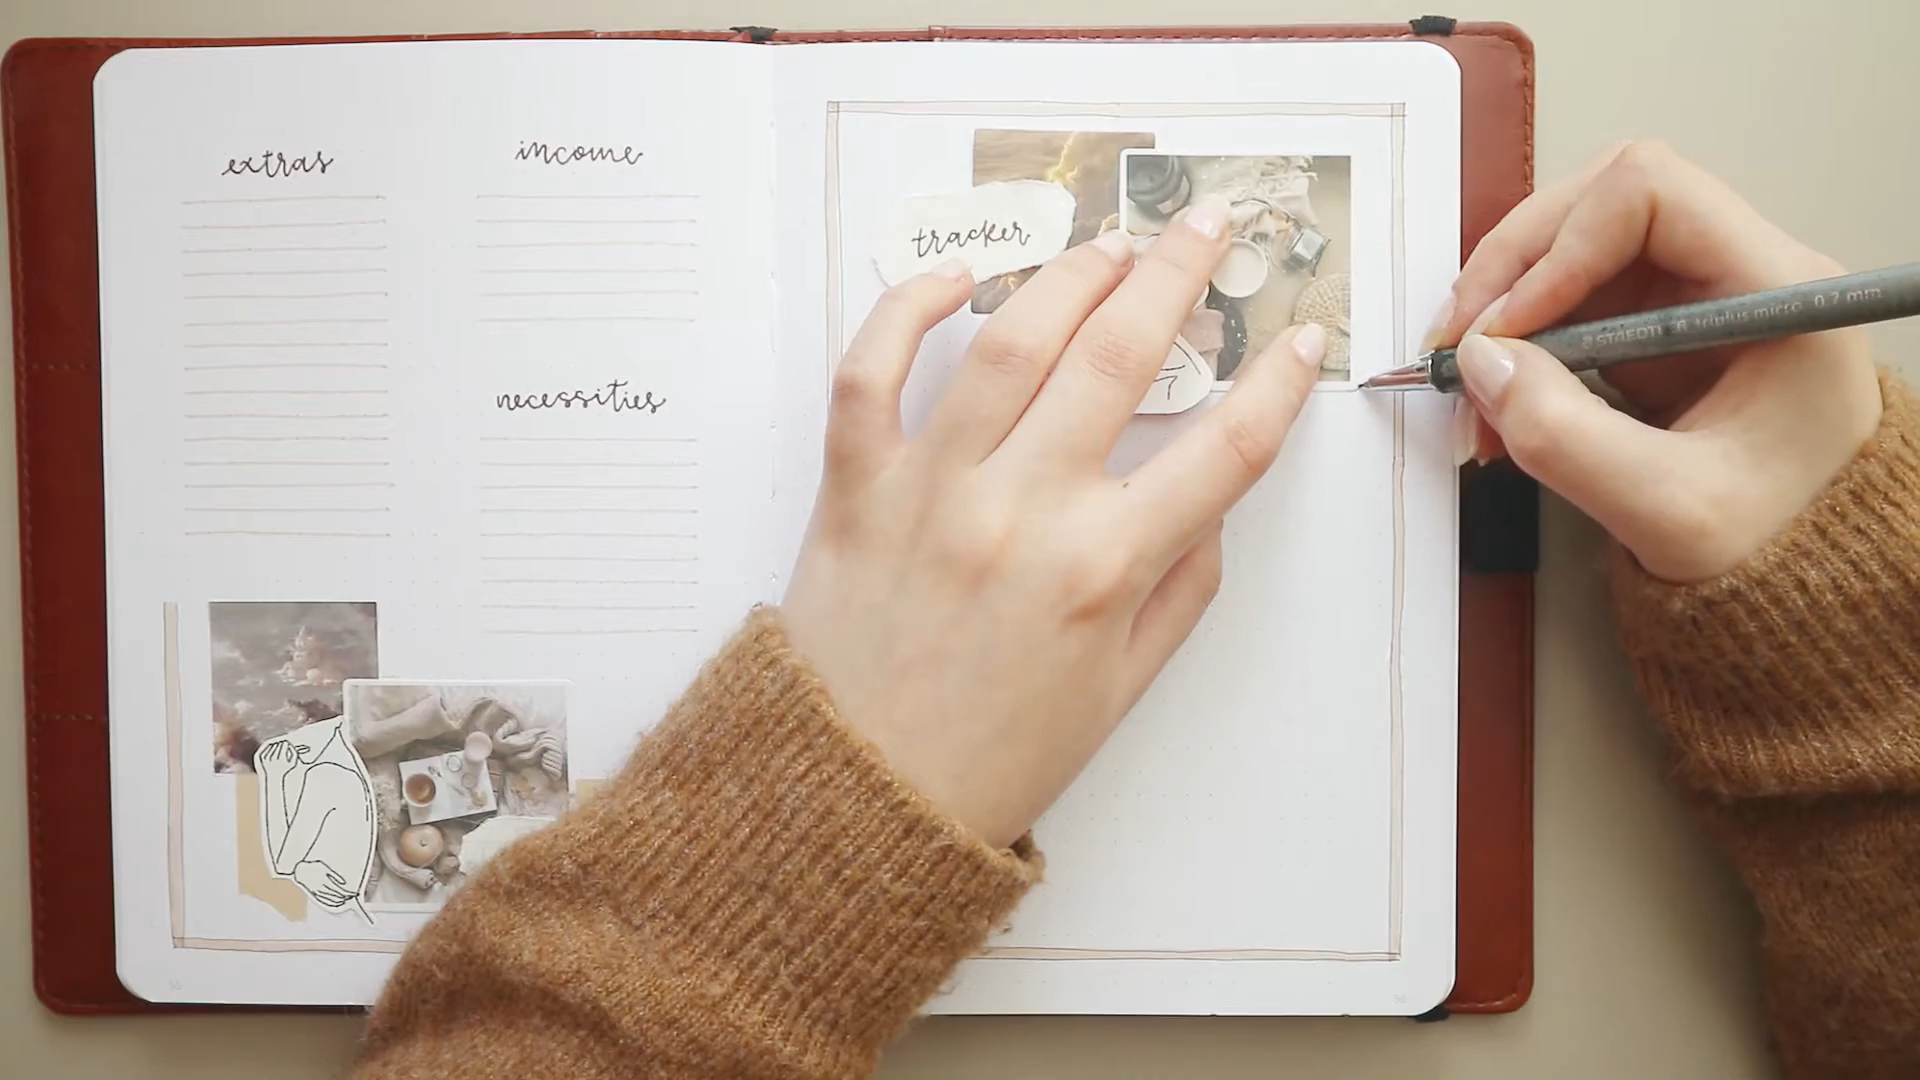 extras
income
necessities
tracker
STAEDTLER triplus micro 0.7 mm